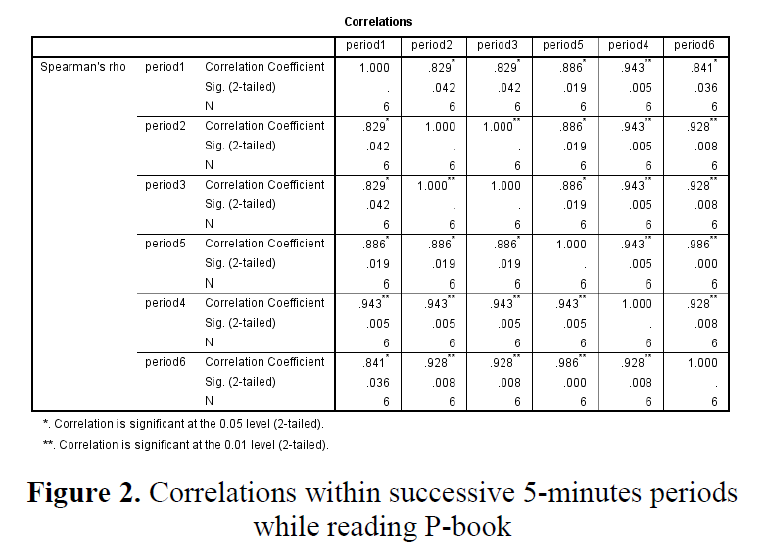 Correlations
period1 period2 period3 period5 period4 period6
Spearman's rho period1 Correlation Coefficient 1.000 .829* .829* .886* .943** .841*
Sig. (2-tailed) . .042 .042 .019 .005 .036
N 6 6 6 6 6 6
period2 Correlation Coefficient .829* 1.000 1.000** .886* .943** .928**
Sig. (2-tailed) .042 . . .019 .005 .008
N 6 6 6 6 6 6
period3 Correlation Coefficient .829* 1.000** 1.000 .886* .943** .928**
Sig. (2-tailed) .042 . . .019 .005 .008
N 6 6 6 6 6 6
period5 Correlation Coefficient .886* .886* .886* 1.000 .943** .986**
Sig. (2-tailed) .019 .019 .019 . .005 .000
N 6 6 6 6 6 6
period4 Correlation Coefficient .943** .943** .943** .943** 1.000 .928**
Sig. (2-tailed) .005 .005 .005 .005 . .008
N 6 6 6 6 6 6
period6 Correlation Coefficient .841* .928** .928** .986** .928** 1.000
Sig. (2-tailed) .036 .008 .008 .000 .008 .
N 6 6 6 6 6 6
*. Correlation is significant at the 0.05 level (2-tailed).
**. Correlation is significant at the 0.01 level (2-tailed).
Figure 2. Correlations within successive 5-minutes periods
while reading P-book